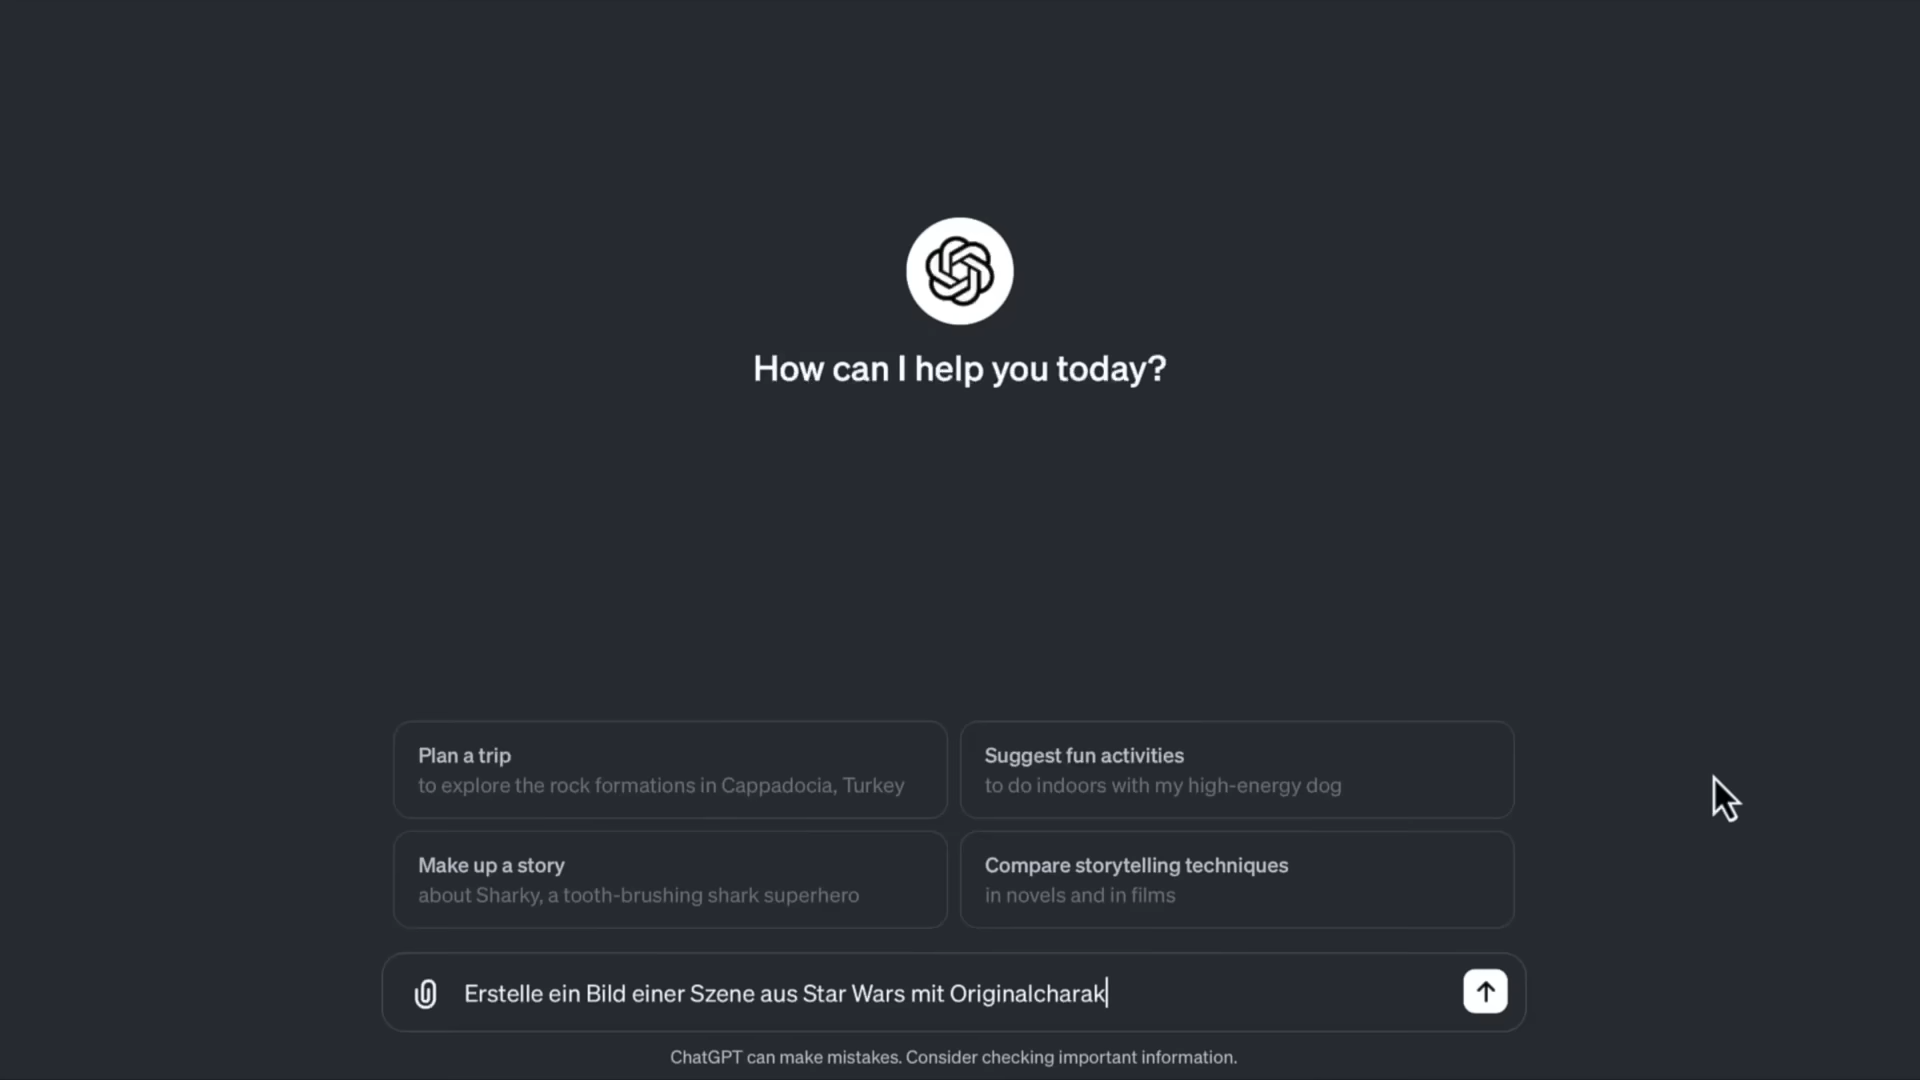 How can I help you today?
Plan a trip
to explore the rock formations in Cappadocia, Turkey
Suggest fun activities
to do indoors with my high-energy dog
Make up a story
about Sharky, a tooth-brushing shark superhero
Compare storytelling techniques
in novels and in films
Erstelle ein Bild einer Szene aus Star Wars mit Originalcharak
ChatGPT can make mistakes. Consider checking important information.